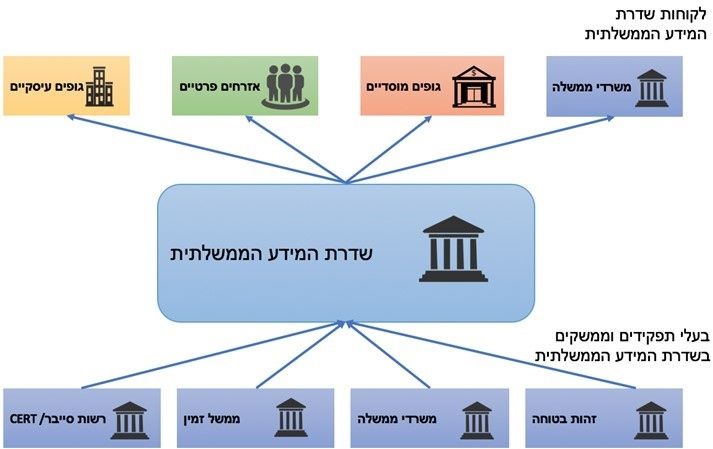 לקוחות שדרת
המידע הממשלתית
משרדי ממשלה
גופים מוסדיים
אזרחים פרטיים
גופים עיסקיים
שדרת המידע הממשלתית
בעלי תפקידים וממשקים
בשדרת המידע הממשלתית
זהות בטוחה
משרדי ממשלה
ממשל זמין
רשות סייבר/ CERT